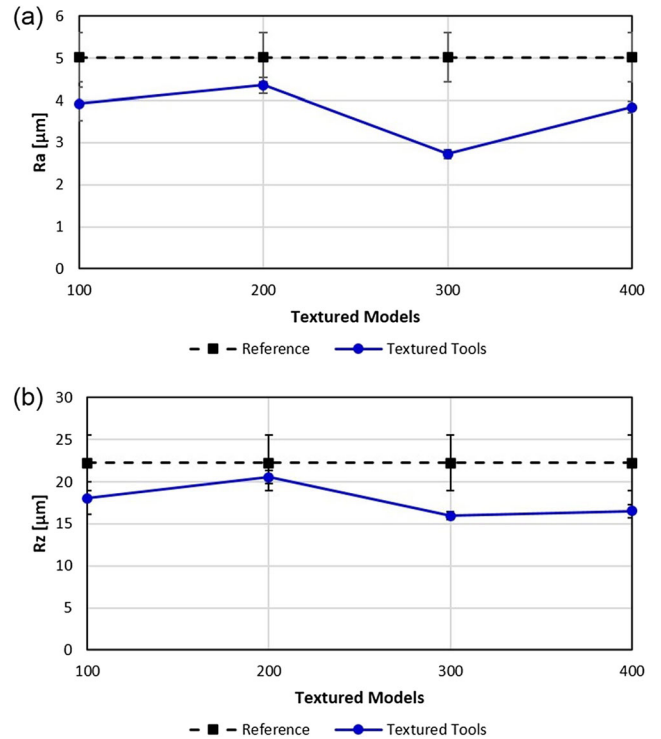 (a)
6
5
4
3
2
1
0
Ra [µm]
100 200 300 400
Textured Models
Reference Textured Tools
(b)
30
25
20
15
10
5
0
Rz [µm]
100 200 300 400
Textured Models
Reference Textured Tools